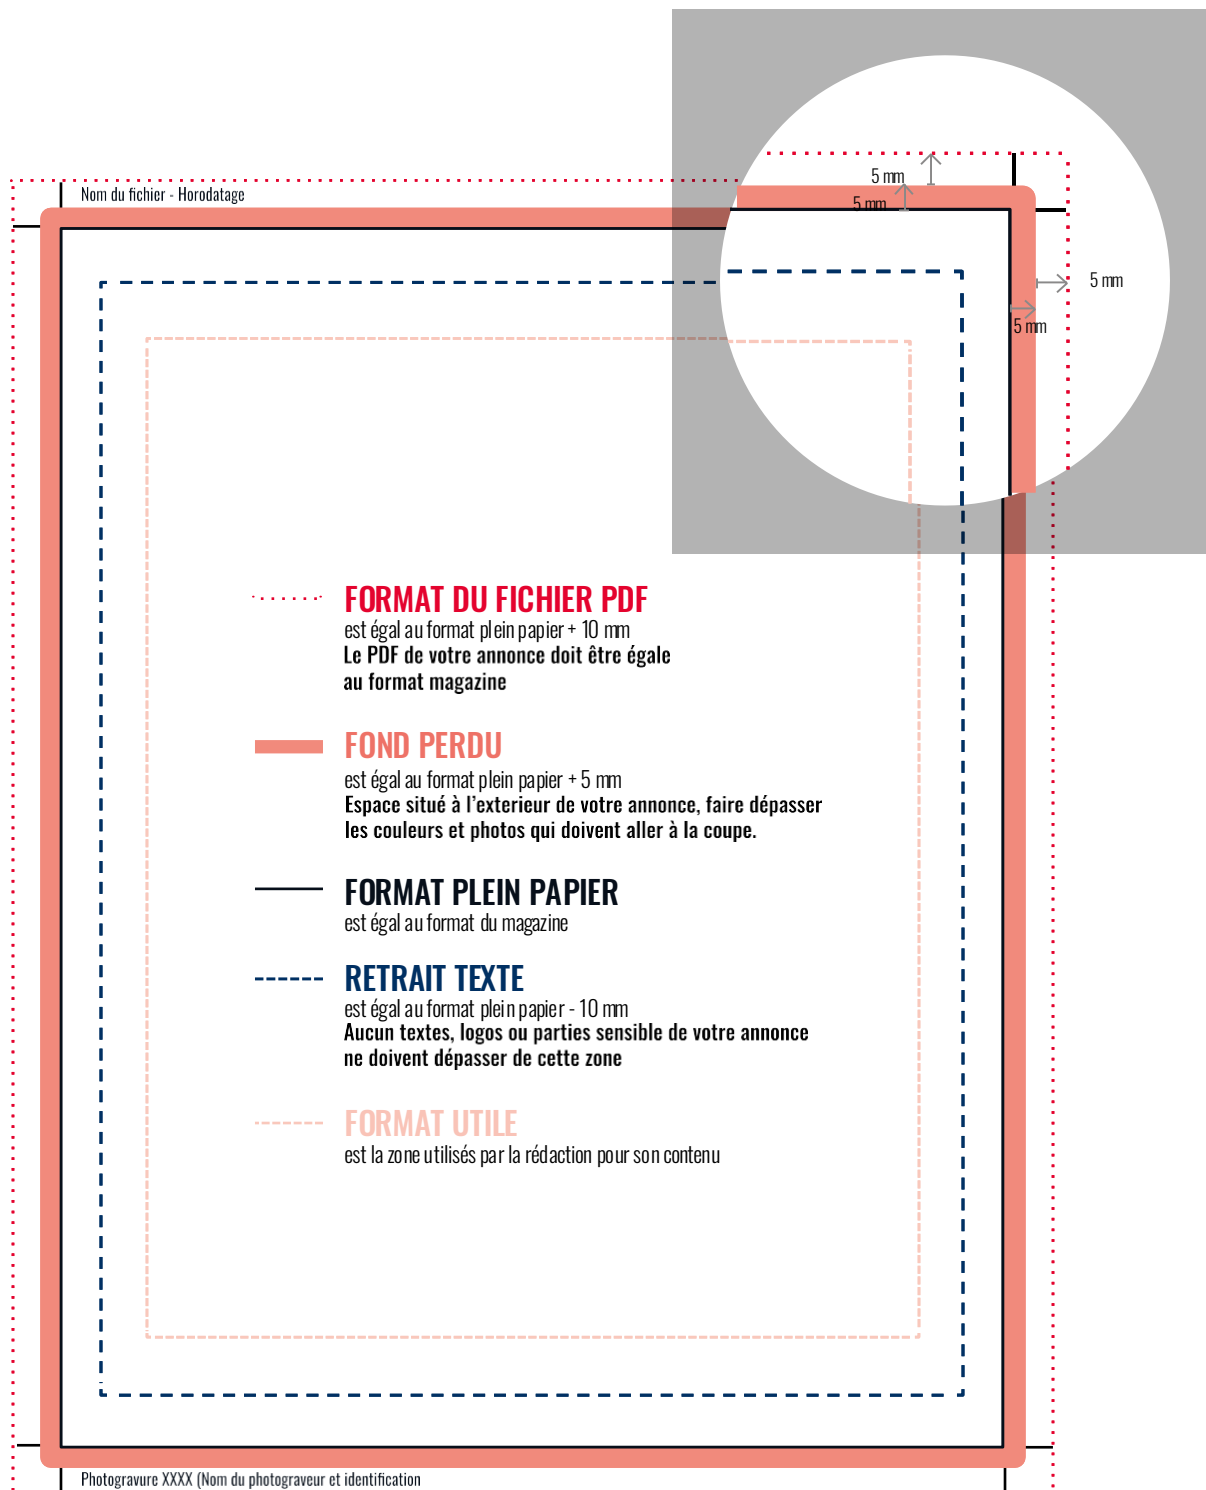 5 mm
Nom du fichier - Horodatage
5 mm
5 mm
5 mm
FORMAT DU FICHIER PDF
est égal au format plein papier + 10 mm
Le PDF de votre annonce doit être égale
au format magazine
FOND PERDU
est égal au format plein papier + 5 mm
Espace situé à l'exterieur de votre annonce, faire dépasser
les couleurs et photos qui doivent aller à la coupe.
FORMAT PLEIN PAPIER
est égal au format du magazine
RETRAIT TEXTE
est égal au format plein papier - 10 mm
Aucun textes, logos ou parties sensible de votre annonce
ne doivent dépasser de cette zone
FORMAT UTILE
est la zone utilisés par la rédaction pour son contenu
Photogravure XXXX (Nom du photograveur et identification